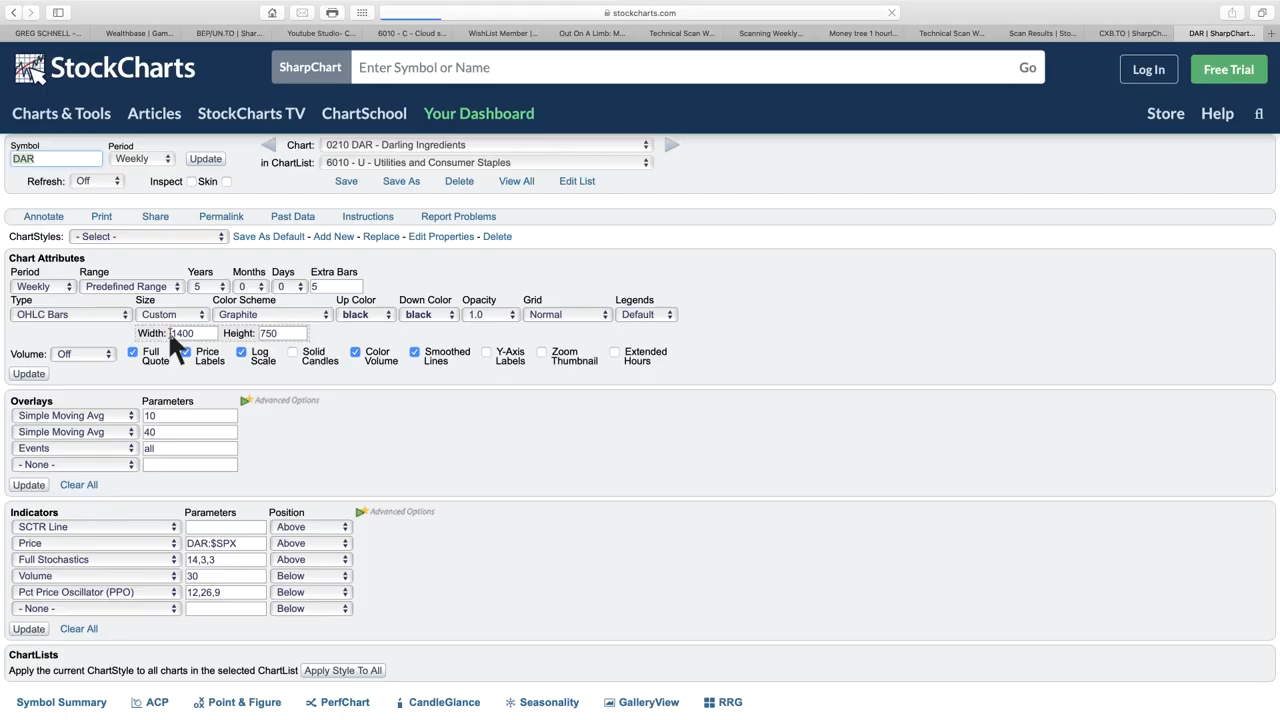 stockcharts.com
GREG SCHNELL –... Wealthbase | Gam... BEP/UN.TO | Shar... Youtube Studio- C... 6010 - C - Cloud s... WishList Member |... Out On A Limb: M... Technical Scan W... Scanning Weekly... Money tree 1 hourl... Technical Scan W... Scan Results | Sto... CXB.TO | SharpCh... DAR | SharpChart...
StockCharts SharpChart Enter Symbol or Name Go Log In Free Trial
Charts & Tools Articles StockCharts TV ChartSchool Your Dashboard Store Help
Symbol Period Chart: 0210 DAR - Darling Ingredients
DAR Weekly Update in ChartList: 6010 - U - Utilities and Consumer Staples
Refresh: Off Inspect Skin Save Save As Delete View All Edit List
Annotate Print Share Permalink Past Data Instructions Report Problems
ChartStyles: - Select - Save As Default - Add New - Replace - Edit Properties - Delete
Chart Attributes
Period Range Years Months Days Extra Bars
Weekly Predefined Range 5 0 0 5
Type Size Color Scheme Up Color Down Color Opacity Grid Legends
OHLC Bars Custom Graphite black black 1.0 Normal Default
Width: 1400 Height: 750
Volume: Off Full Quote Price Labels Log Scale Solid Candles Color Volume Smoothed Lines Y-Axis Labels Zoom Thumbnail Extended Hours
Update
Overlays Parameters Advanced Options
Simple Moving Avg 10
Simple Moving Avg 40
Events all
- None -
Update Clear All
Indicators Parameters Position Advanced Options
SCTR Line Above
Price DAR:$SPX Above
Full Stochastics 14,3,3 Above
Volume 30 Below
Pct Price Oscillator (PPO) 12,26,9 Below
- None - Below
Update Clear All
ChartLists
Apply the current ChartStyle to all charts in the selected ChartList Apply Style To All
Symbol Summary ACP Point & Figure PerfChart CandleGlance Seasonality GalleryView RRG